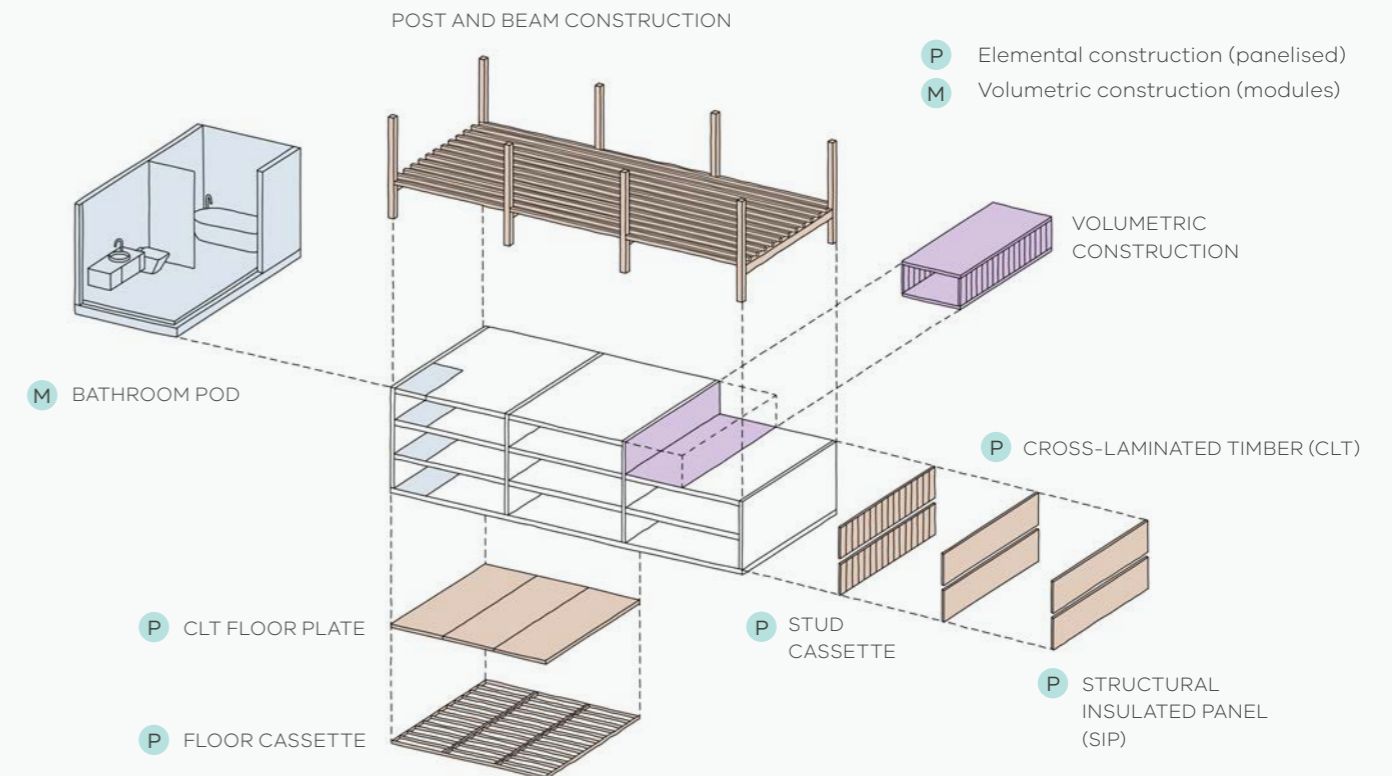 POST AND BEAM CONSTRUCTION
P Elemental construction (panelised)
M Volumetric construction (modules)
VOLUMETRIC
CONSTRUCTION
M BATHROOM POD
P CROSS-LAMINATED TIMBER (CLT)
P CLT FLOOR PLATE
P STUD
CASSETTE
P STRUCTURAL
INSULATED PANEL
(SIP)
P FLOOR CASSETTE